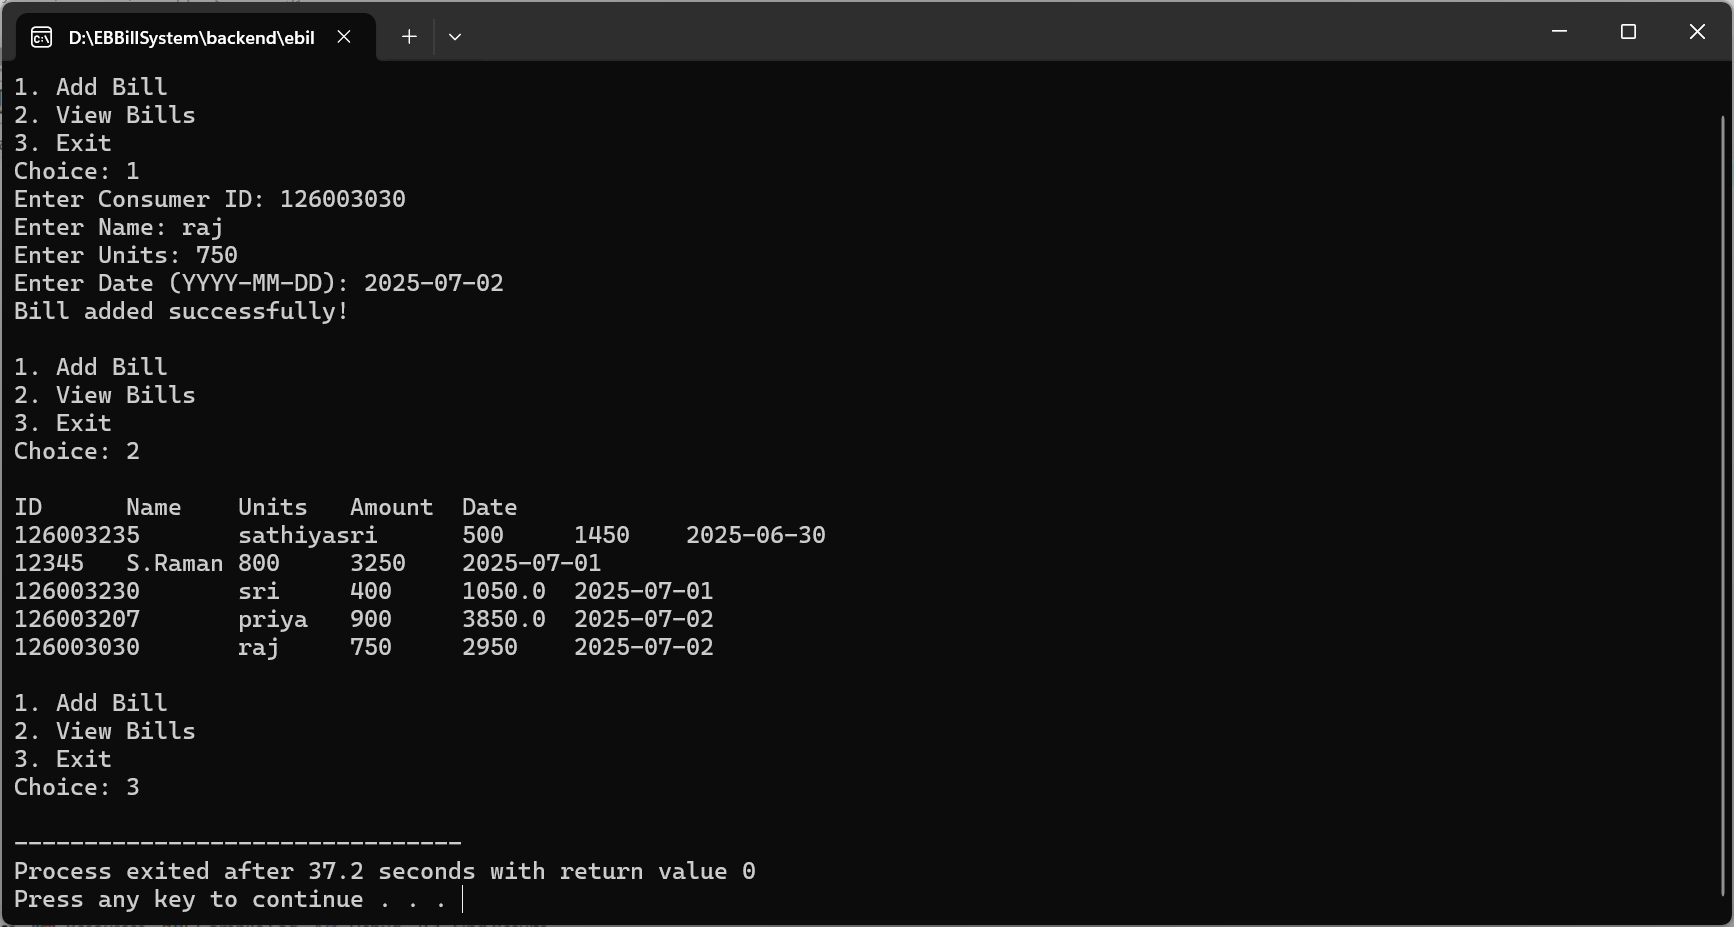 D:\EBBillSystem\backend\ebil
1. Add Bill
2. View Bills
3. Exit
Choice: 1
Enter Consumer ID: 126003030
Enter Name: raj
Enter Units: 750
Enter Date (YYYY-MM-DD): 2025-07-02
Bill added successfully!
1. Add Bill
2. View Bills
3. Exit
Choice: 2
ID Name Units Amount Date
126003235 sathiyasri 500 1450 2025-06-30
12345 S.Raman 800 3250 2025-07-01
126003230 sri 400 1050.0 2025-07-01
126003207 priya 900 3850.0 2025-07-02
126003030 raj 750 2950 2025-07-02
1. Add Bill
2. View Bills
3. Exit
Choice: 3
--------------------------------
Process exited after 37.2 seconds with return value 0
Press any key to continue . . .